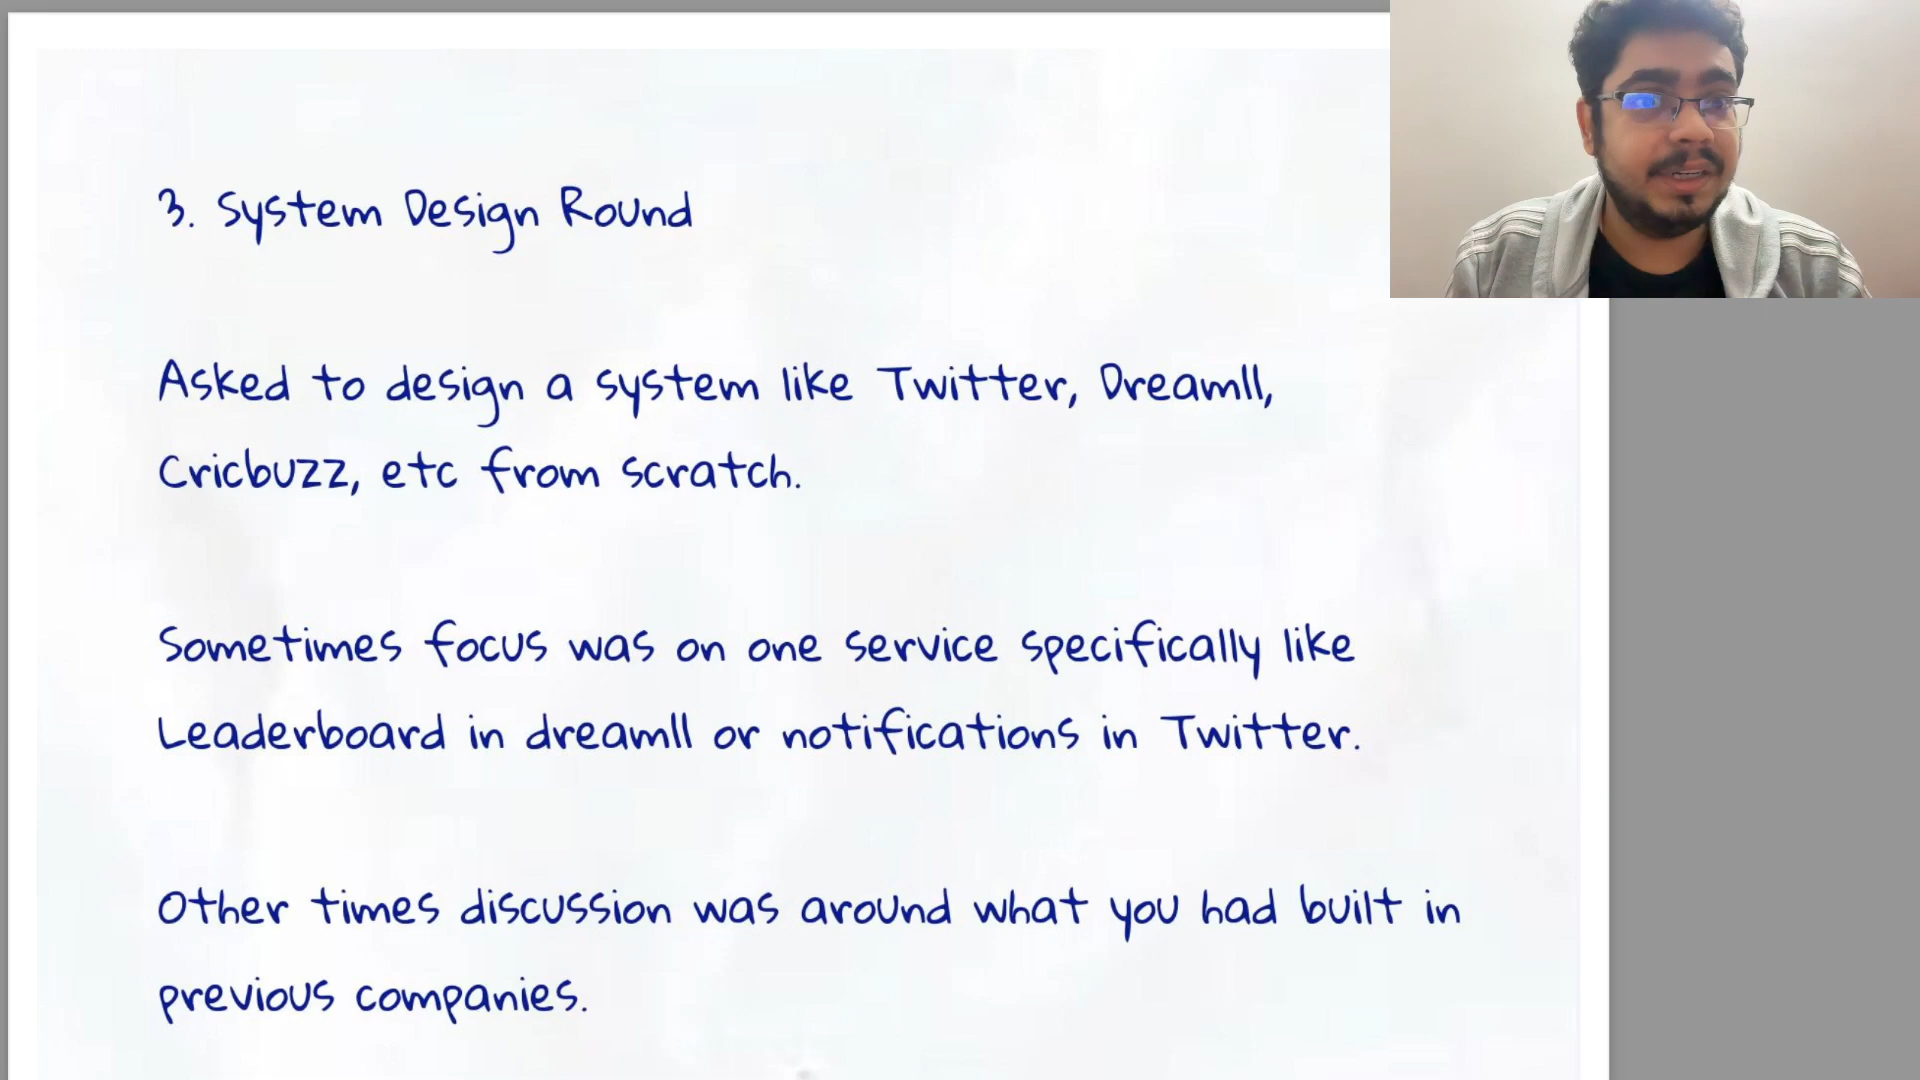 3. System Design Round
Asked to design a system like Twitter, Dream11,
Cricbuzz, etc from scratch.
Sometimes focus was on one service specifically like
Leaderboard in dream11 or notifications in Twitter.
Other times discussion was around what you had built in
previous companies.